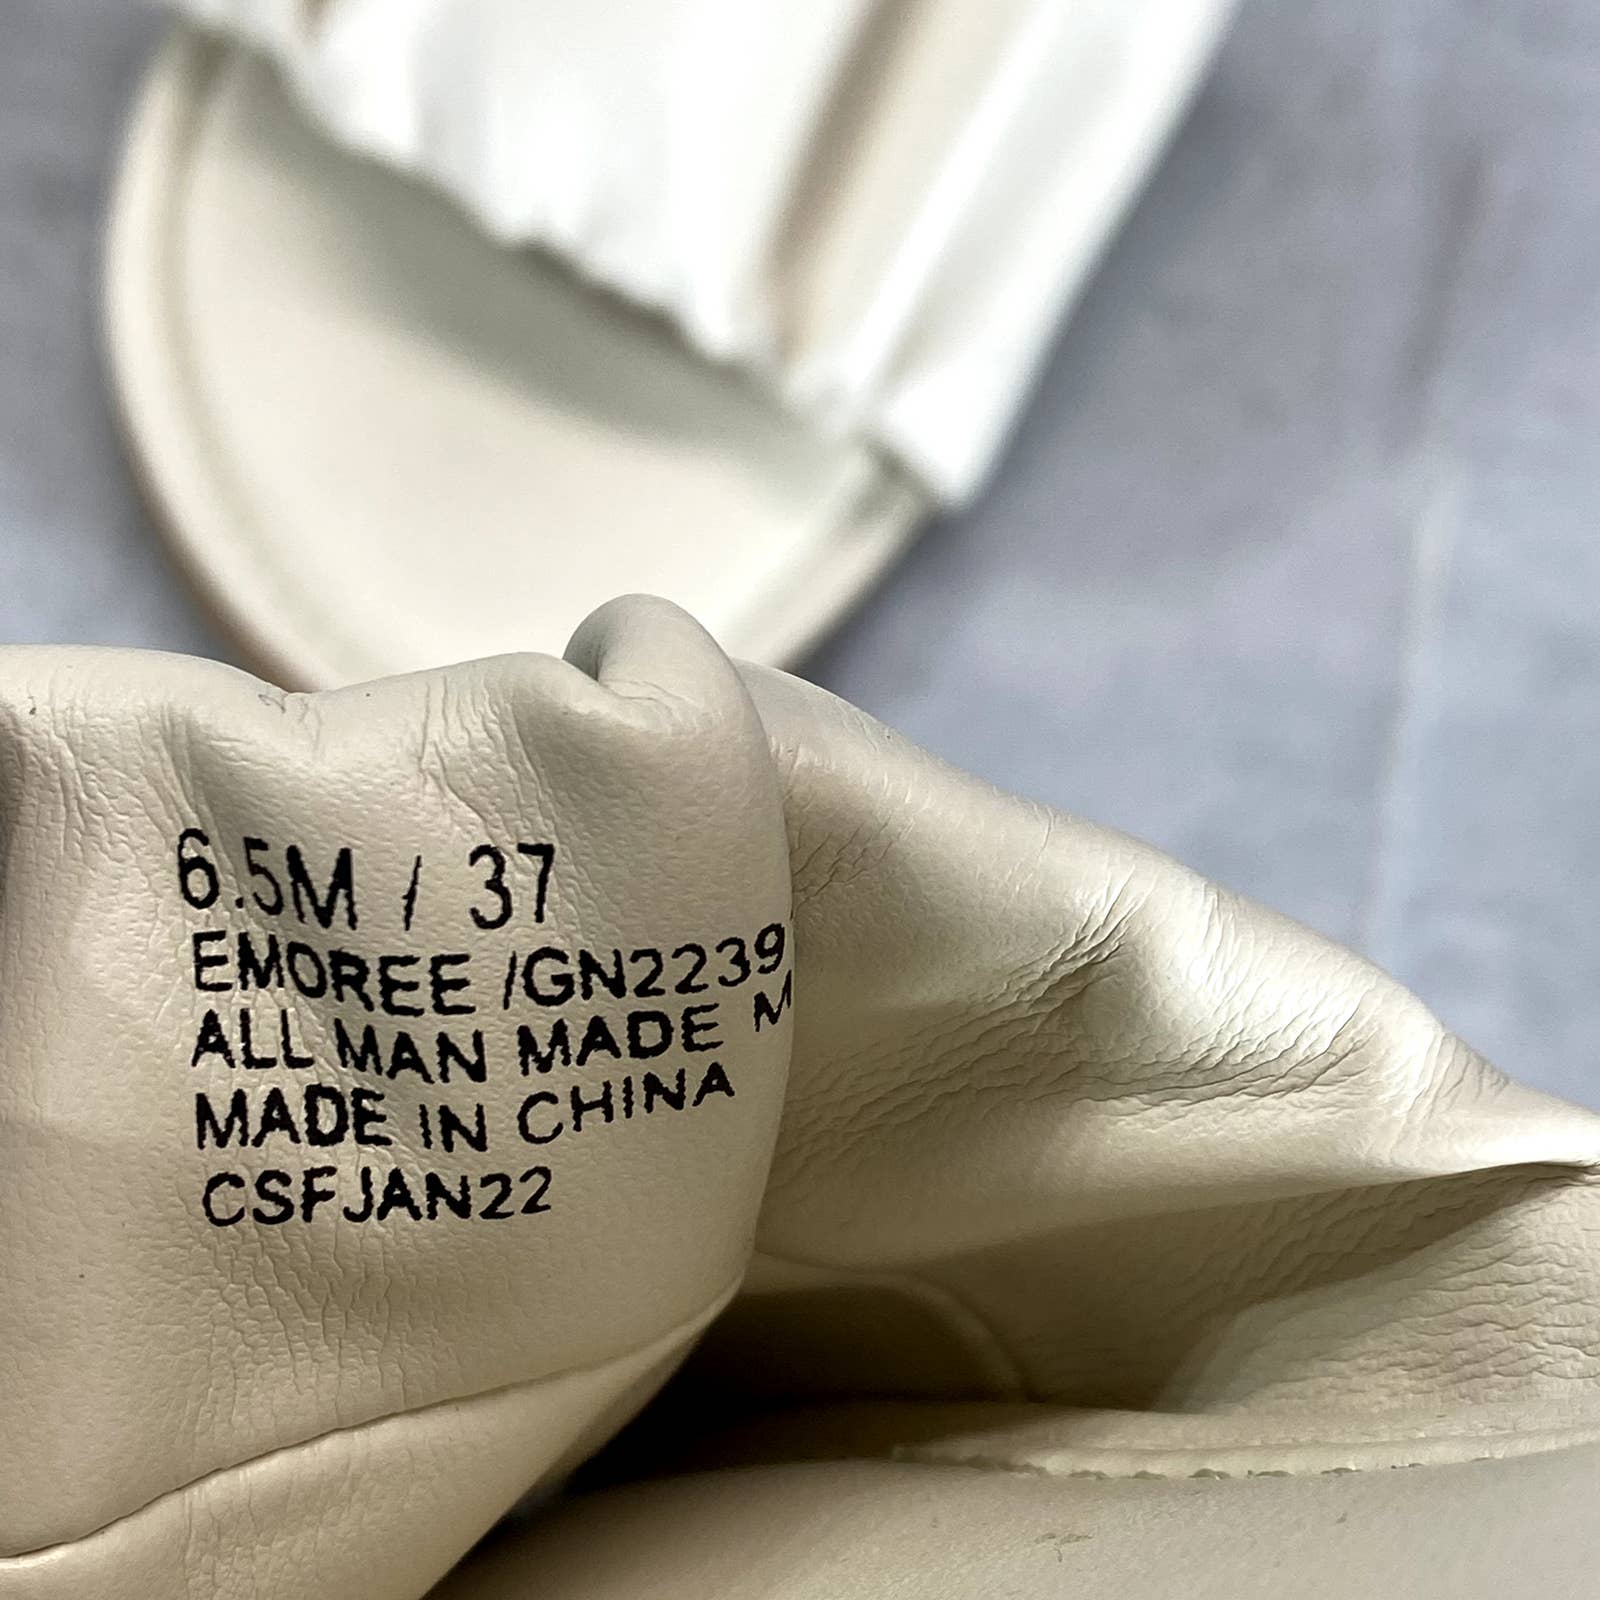 6.5M / 37
EMOREE /GN2239
ALL MAN MADE
MADE IN CHINA
CSFJAN22